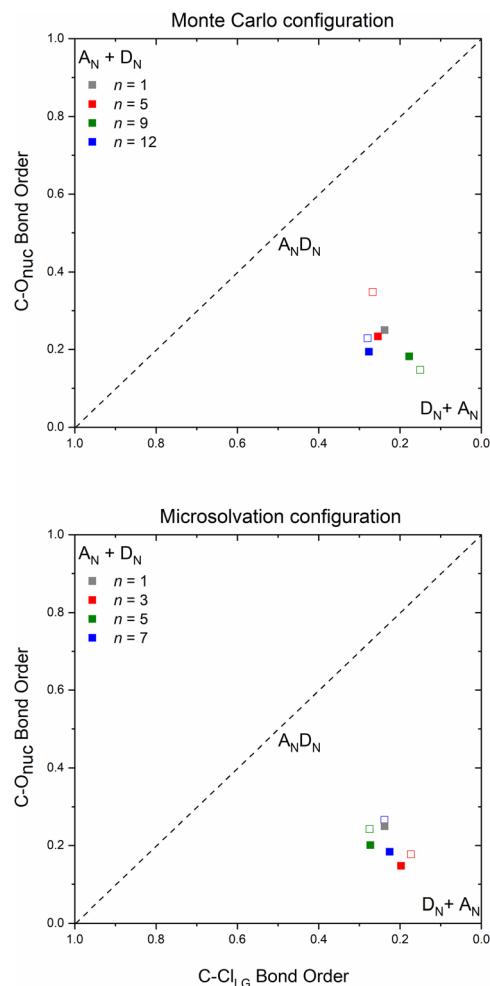 Monte Carlo configuration
1.0
A_N + D_N
n = 1
n = 5
0.8
n = 9
n = 12
0.6
C-O_nuc Bond Order
A_ND_N
0.4
0.2
D_N+ A_N
0.0
1.0 0.8 0.6 0.4 0.2 0.0
Microsolvation configuration
1.0
A_N + D_N
n = 1
n = 3
0.8
n = 5
n = 7
0.6
C-O_nuc Bond Order
A_ND_N
0.4
0.2
D_N+ A_N
0.0
1.0 0.8 0.6 0.4 0.2 0.0
C-Cl_LG Bond Order